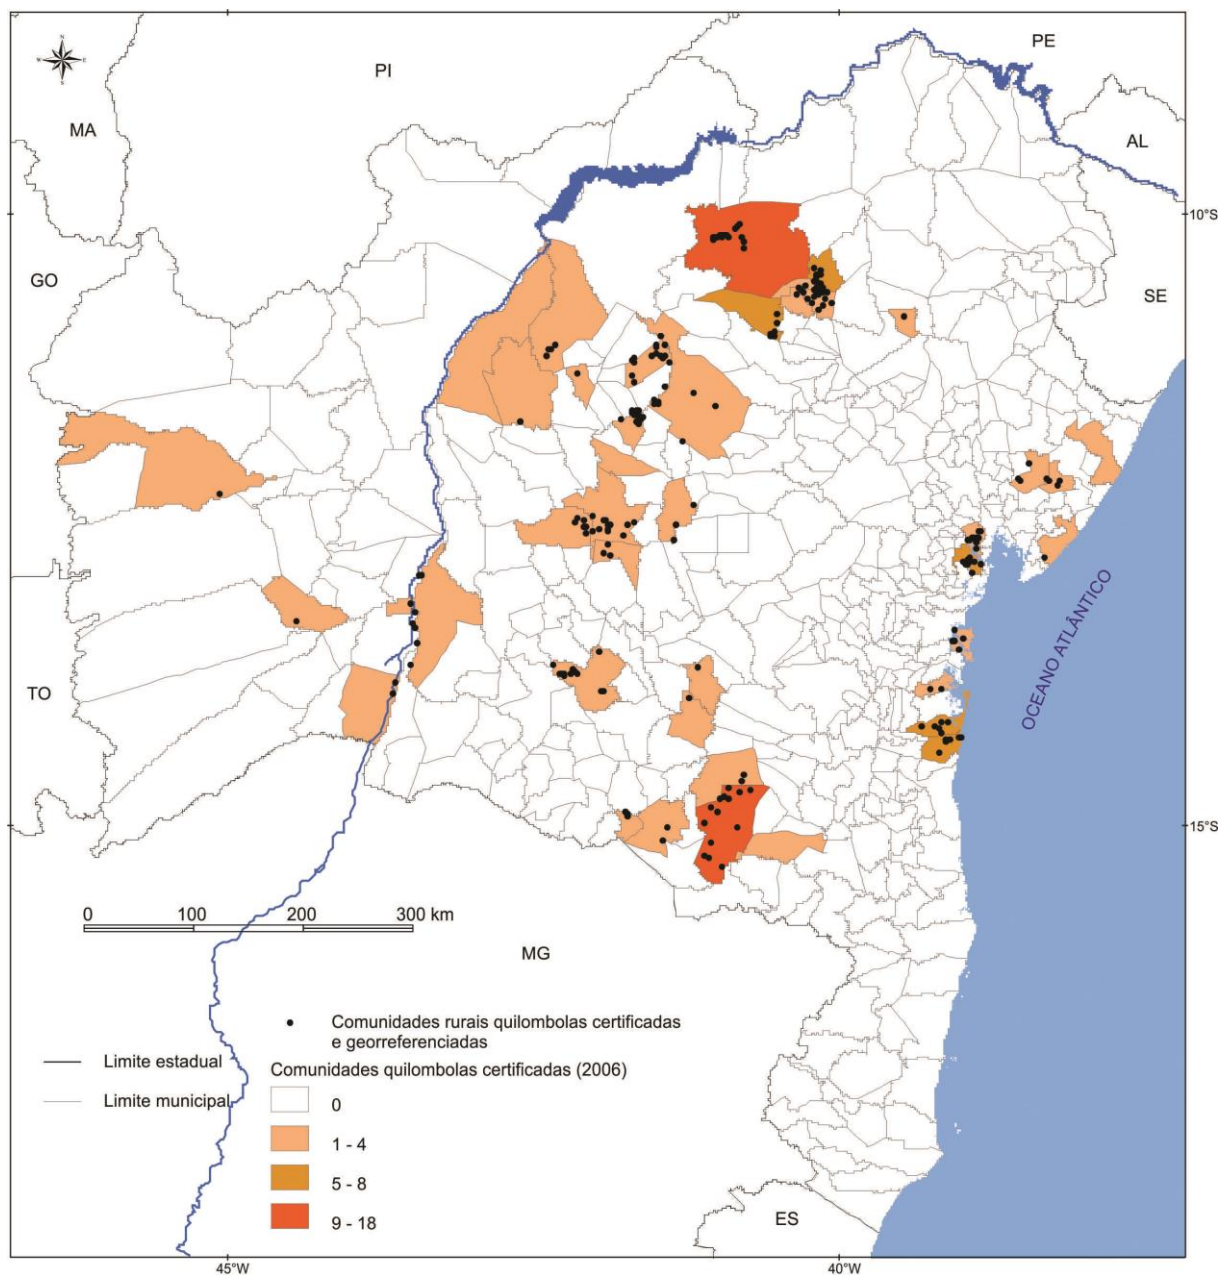 PE
N
W E
S
PI
MA
AL
10°S
GO
SE
OCEANO ATLÂNTICO
TO
15°S
0 100 200 300 km
MG
Comunidades rurais quilombolas certificadas
e georreferenciadas
Limite estadual
Comunidades quilombolas certificadas (2006)
Limite municipal
0
1 - 4
5 - 8
9 - 18
ES
45°W
40°W